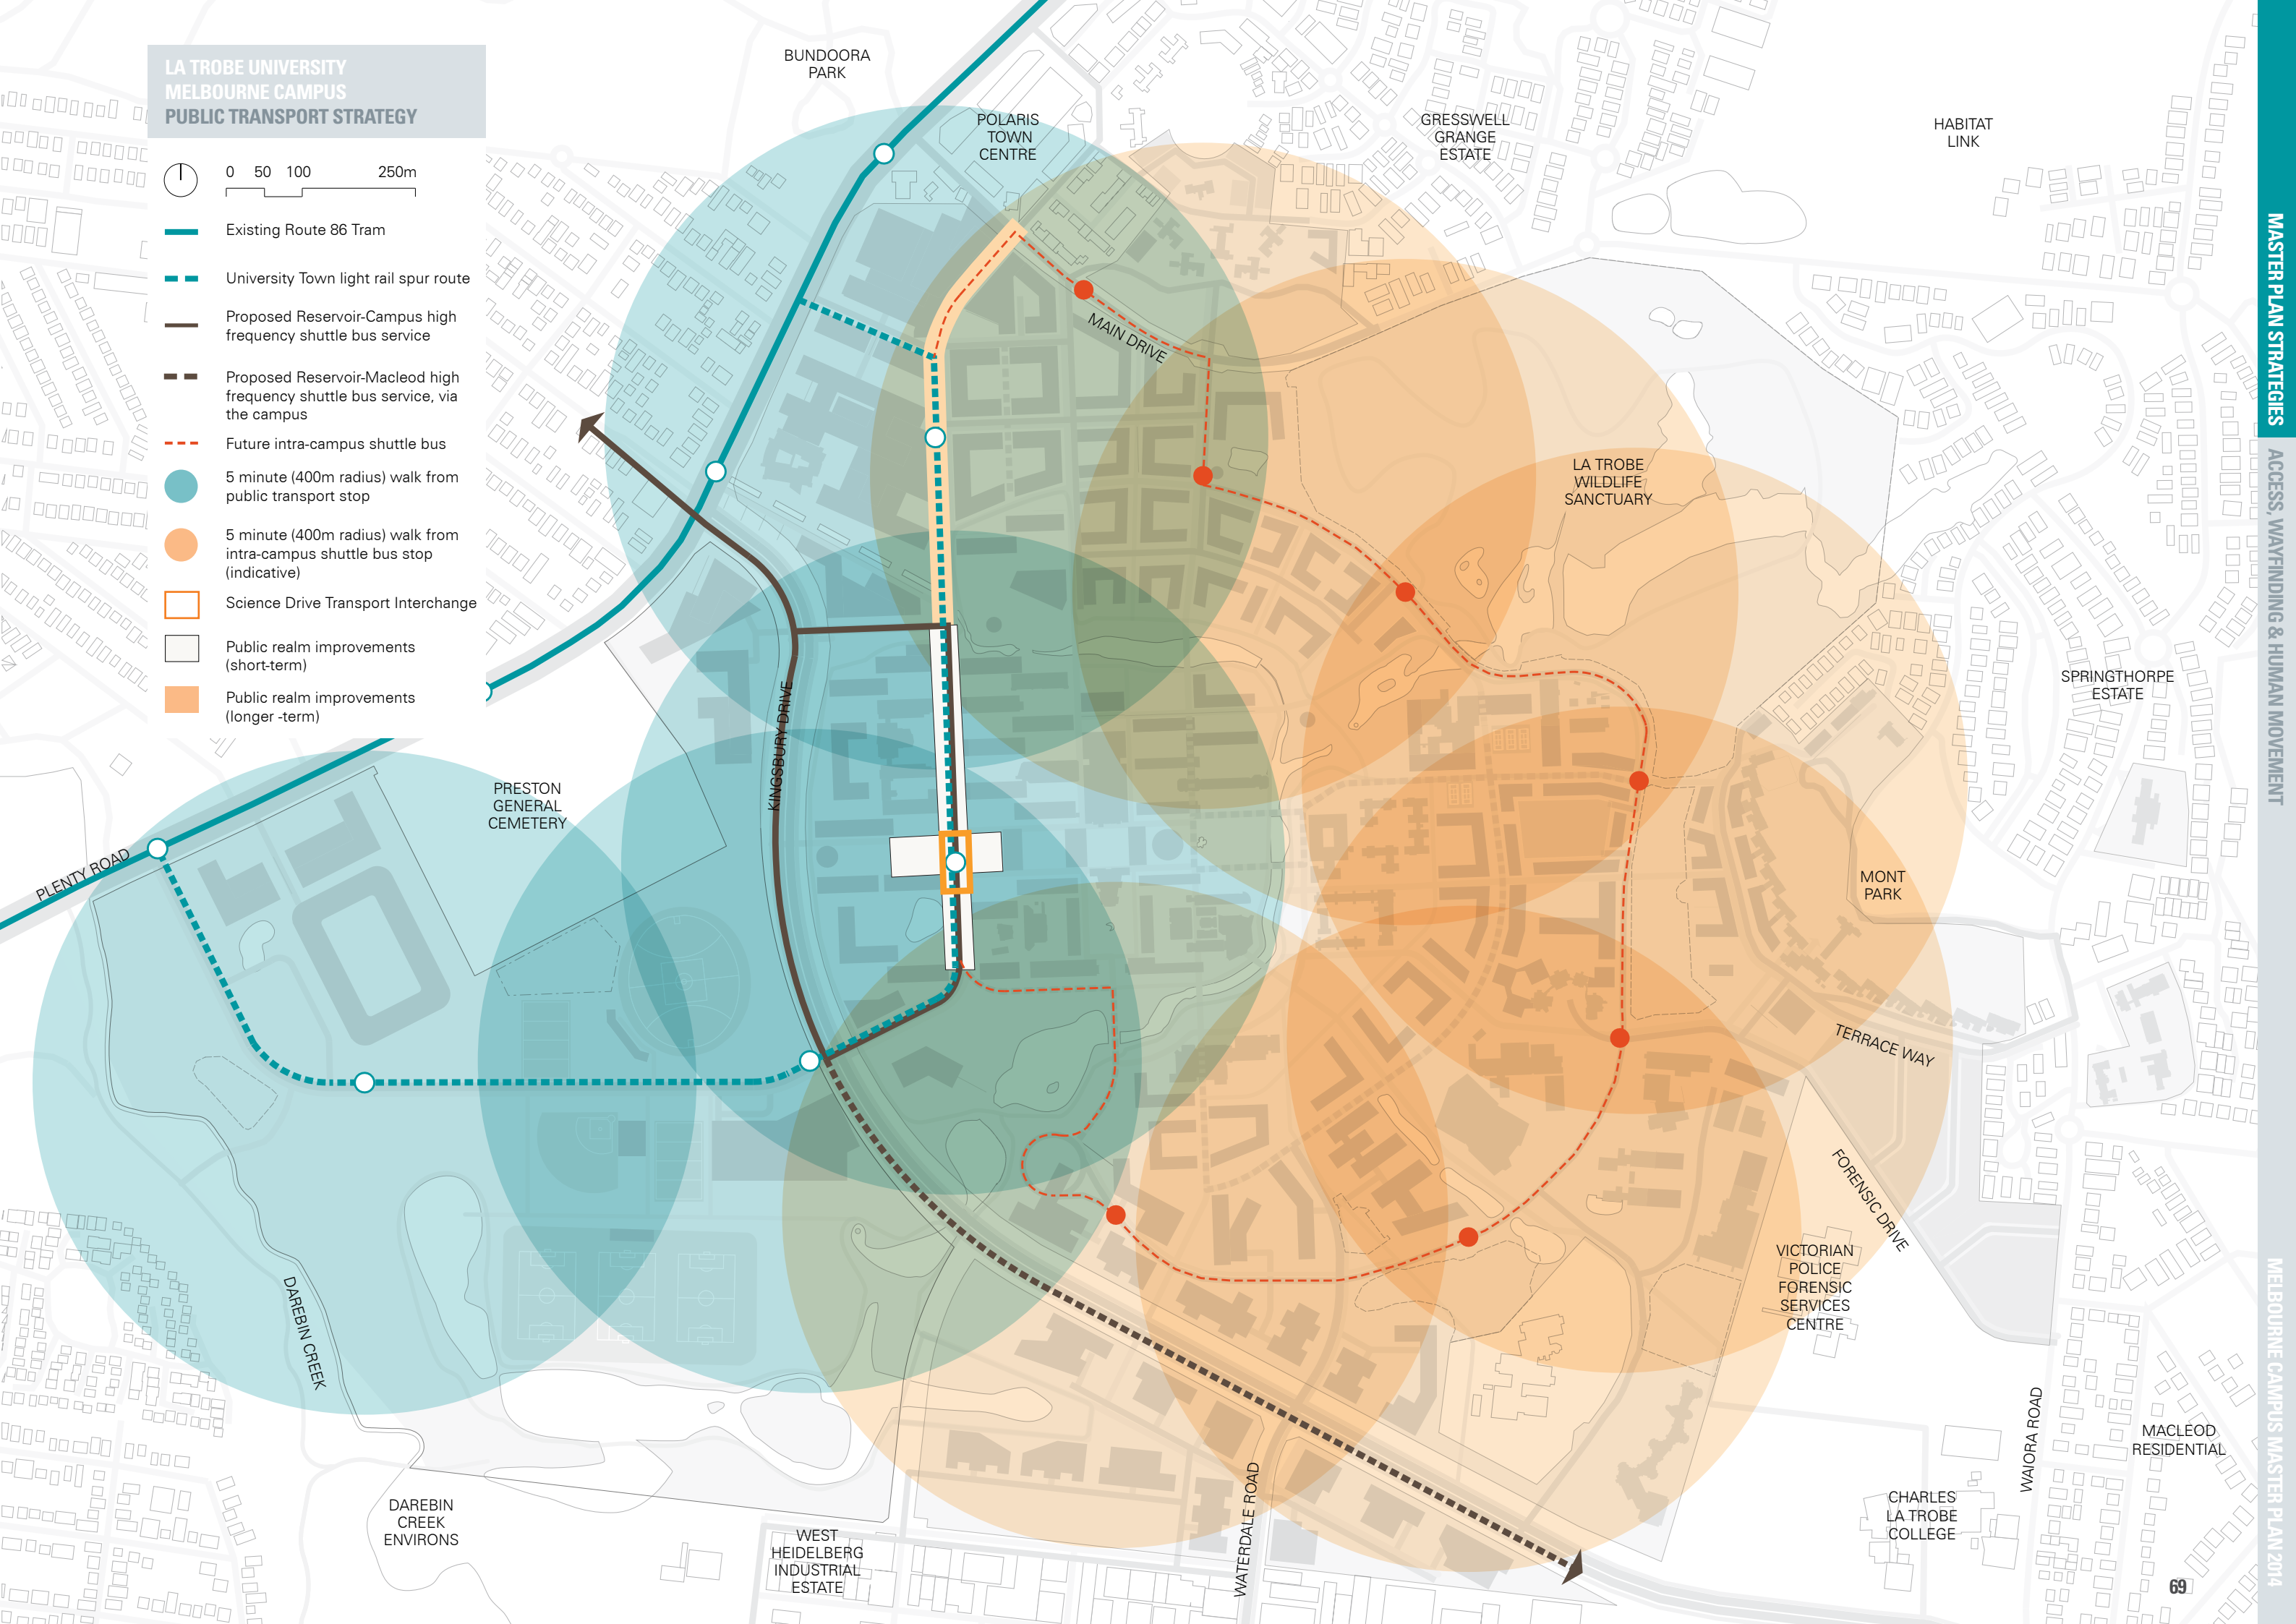 LA TROBE UNIVERSITY
MELBOURNE CAMPUS
PUBLIC TRANSPORT STRATEGY
0 50 100 250m
Existing Route 86 Tram
University Town light rail spur route
Proposed Reservoir-Campus high
frequency shuttle bus service
Proposed Reservoir-Macleod high
frequency shuttle bus service, via
the campus
Future intra-campus shuttle bus
5 minute (400m radius) walk from
public transport stop
5 minute (400m radius) walk from
intra-campus shuttle bus stop
(indicative)
Science Drive Transport Interchange
Public realm improvements
(short-term)
Public realm improvements
(longer -term)
BUNDOORA
PARK
POLARIS
TOWN
CENTRE
GRESSWELL
GRANGE
ESTATE
HABITAT
LINK
MAIN DRIVE
LA TROBE
WILDLIFE
SANCTUARY
SPRINGTHORPE
ESTATE
KINGSBURY DRIVE
PRESTON
GENERAL
CEMETERY
PLENTY ROAD
MONT
PARK
TERRACE WAY
FORENSIC DRIVE
VICTORIAN
POLICE
FORENSIC
SERVICES
CENTRE
DAREBIN CREEK
WAIORA ROAD
MACLEOD
RESIDENTIAL
DAREBIN
CREEK
ENVIRONS
WEST
HEIDELBERG
INDUSTRIAL
ESTATE
WATERDALE ROAD
CHARLES
LA TROBE
COLLEGE
MASTER PLAN STRATEGIES
ACCESS, WAYFINDING & HUMAN MOVEMENT
MELBOURNE CAMPUS MASTER PLAN 2014
69